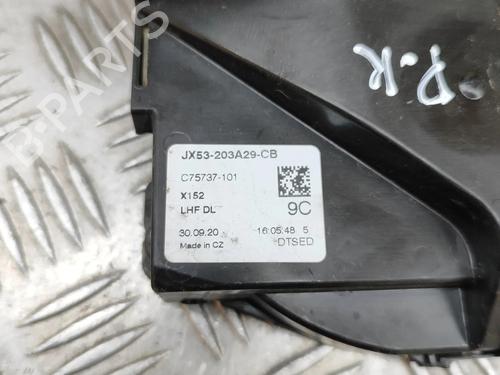 JX53-203A29-CB
C75737-101
X152
LHF DL
9C
30.09.20 16:05:48 5
Made in CZ DTSED
P-K
B-PARTS